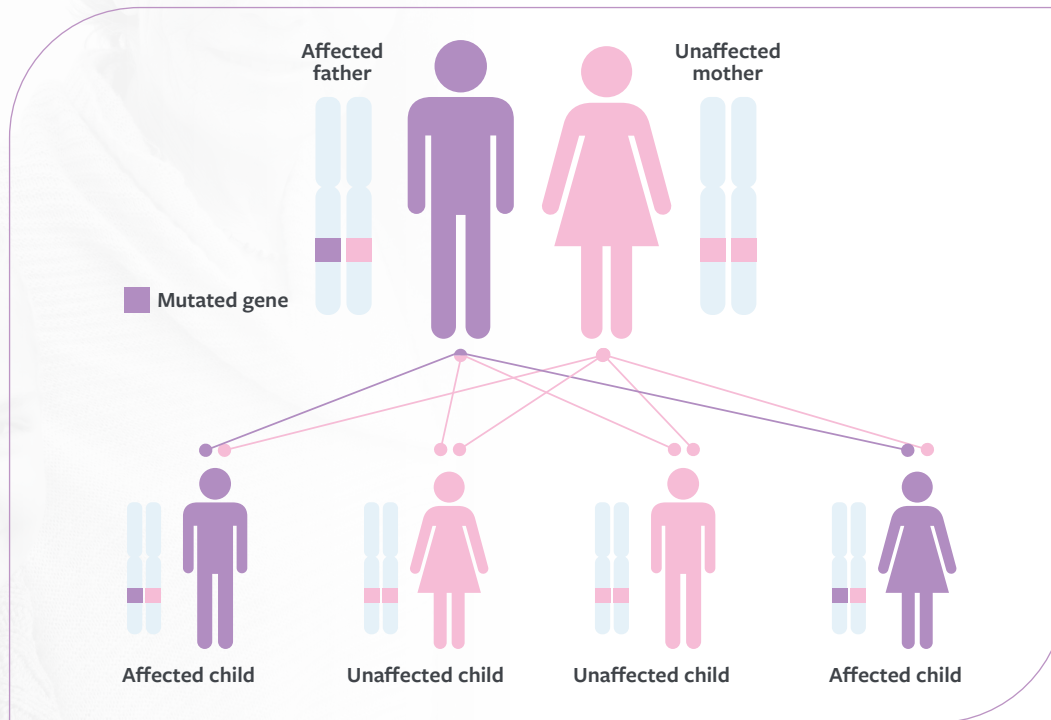 Affected
father
Unaffected
mother
Mutated gene
Affected child
Unaffected child
Unaffected child
Affected child